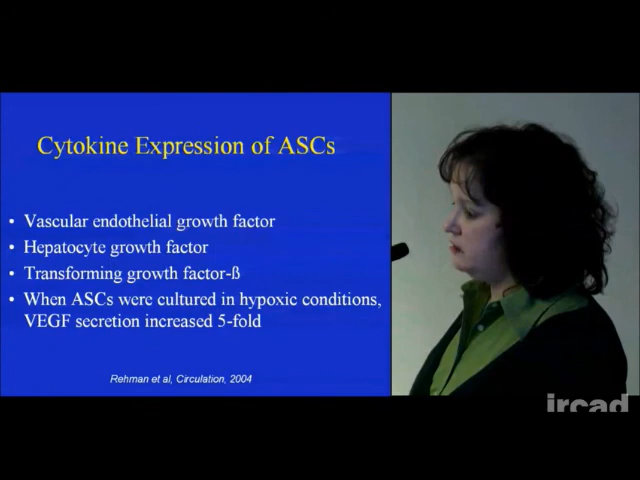 Cytokine Expression of ASCs
• Vascular endothelial growth factor
• Hepatocyte growth factor
• Transforming growth factor-ß
• When ASCs were cultured in hypoxic conditions,
VEGF secretion increased 5-fold
Rehman et al, Circulation, 2004
ircad